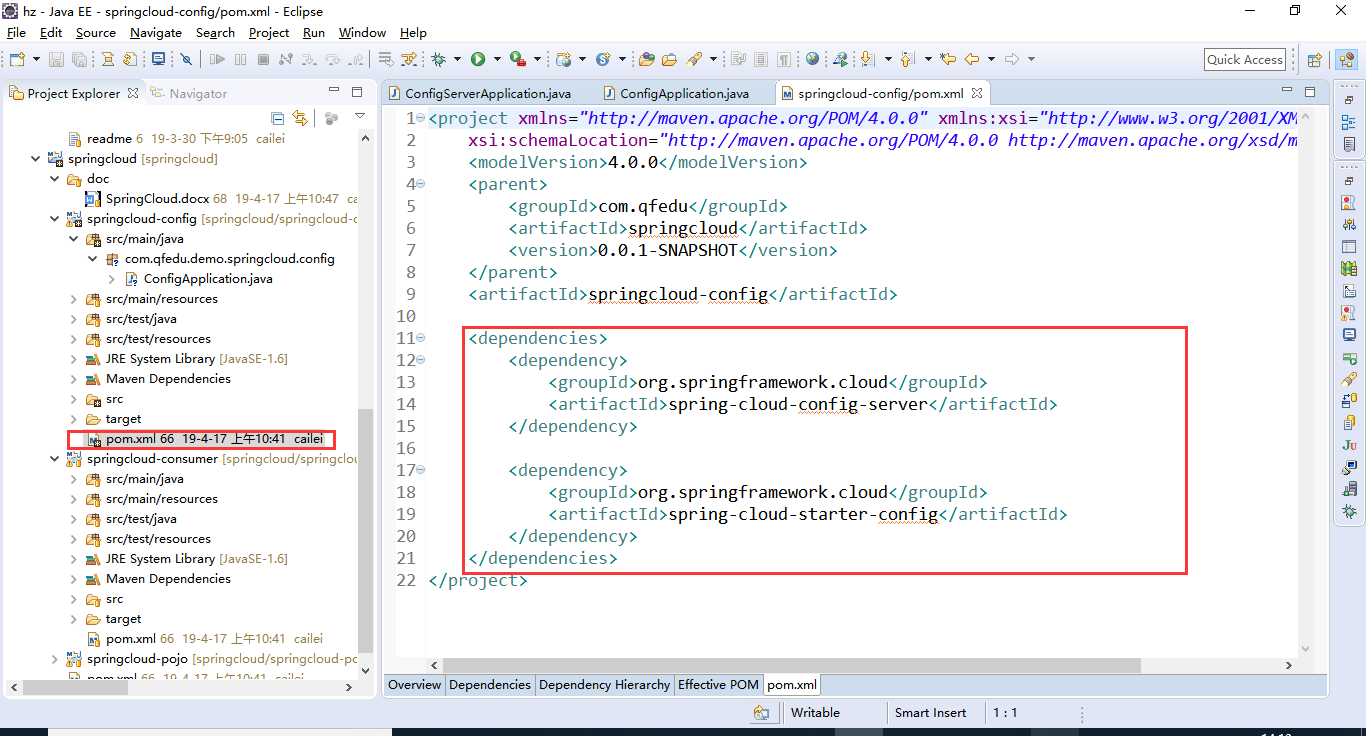 hz - Java EE - springcloud-config/pom.xml - Eclipse
File Edit Source Navigate Search Project Run Window Help
Quick Access
Project Explorer Navigator
readme 6 19-3-30 下午9:05 cailei
springcloud [springcloud]
doc
SpringCloud.docx 68 19-4-17 上午10:47 ca
springcloud-config [springcloud/springcloud-c
src/main/java
com.qfedu.demo.springcloud.config
ConfigApplication.java
src/main/resources
src/test/java
src/test/resources
JRE System Library [JavaSE-1.6]
Maven Dependencies
src
target
pom.xml 66 19-4-17 上午10:41 cailei
springcloud-consumer [springcloud/springclou
src/main/java
src/main/resources
src/test/java
src/test/resources
JRE System Library [JavaSE-1.6]
Maven Dependencies
src
target
pom.xml 66 19-4-17 上午10:41 cailei
springcloud-pojo [springcloud/springcloud-po
pom.xml 66 19-4-17 上午10:41 cailei
ConfigServerApplication.java ConfigApplication.java springcloud-config/pom.xml
1 <project xmlns="http://maven.apache.org/POM/4.0.0" xmlns:xsi="http://www.w3.org/2001/XM
2 xsi:schemaLocation="http://maven.apache.org/POM/4.0.0 http://maven.apache.org/xsd/m
3 <modelVersion>4.0.0</modelVersion>
4 <parent>
5 <groupId>com.qfedu</groupId>
6 <artifactId>springcloud</artifactId>
7 <version>0.0.1-SNAPSHOT</version>
8 </parent>
9 <artifactId>springcloud-config</artifactId>
10
11 <dependencies>
12 <dependency>
13 <groupId>org.springframework.cloud</groupId>
14 <artifactId>spring-cloud-config-server</artifactId>
15 </dependency>
16
17 <dependency>
18 <groupId>org.springframework.cloud</groupId>
19 <artifactId>spring-cloud-starter-config</artifactId>
20 </dependency>
21 </dependencies>
22 </project>
Overview Dependencies Dependency Hierarchy Effective POM pom.xml
Writable Smart Insert 1 : 1